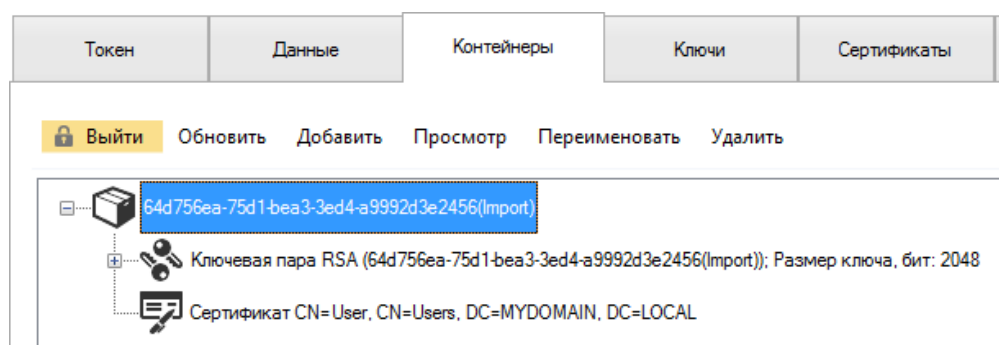 Токен Данные Контейнеры Ключи Сертификаты
Выйти Обновить Добавить Просмотр Переименовать Удалить
64d756ea-75d1-bea3-3ed4-a9992d3e2456(Import)
Ключевая пара RSA (64d756ea-75d1-bea3-3ed4-a9992d3e2456(Import)); Размер ключа, бит: 2048
Сертификат CN=User, CN=Users, DC=MYDOMAIN, DC=LOCAL